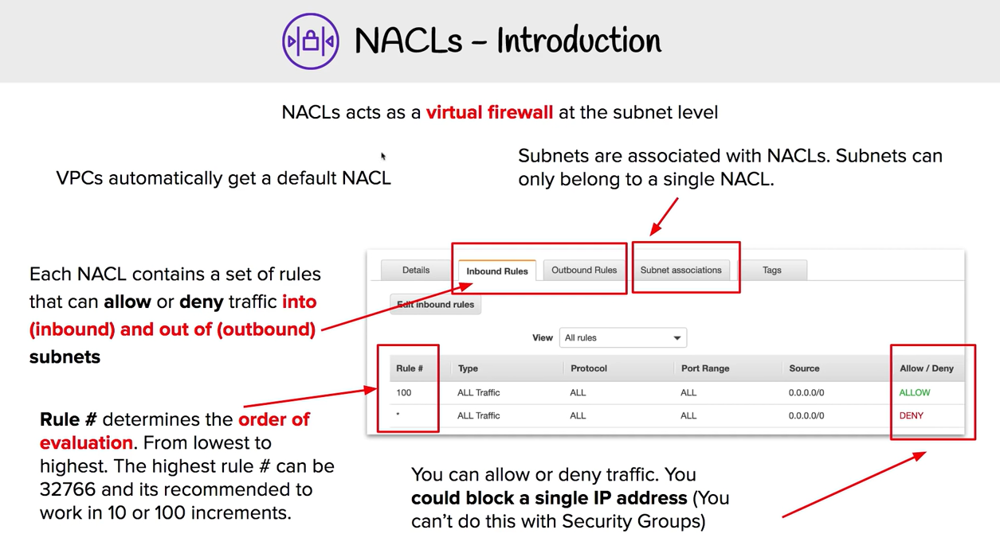 NACLs – Introduction
NACLs acts as a virtual firewall at the subnet level
VPCs automatically get a default NACL
Subnets are associated with NACLs. Subnets can
only belong to a single NACL.
Each NACL contains a set of rules
that can allow or deny traffic into
(inbound) and out of (outbound)
subnets
Rule # determines the order of
evaluation. From lowest to
highest. The highest rule # can be
32766 and its recommended to
work in 10 or 100 increments.
Details Inbound Rules Outbound Rules Subnet associations Tags
Edit inbound rules
View All rules
Rule # Type Protocol Port Range Source Allow / Deny
100 ALL Traffic ALL ALL 0.0.0.0/0 ALLOW
* ALL Traffic ALL ALL 0.0.0.0/0 DENY
You can allow or deny traffic. You
could block a single IP address (You
can't do this with Security Groups)